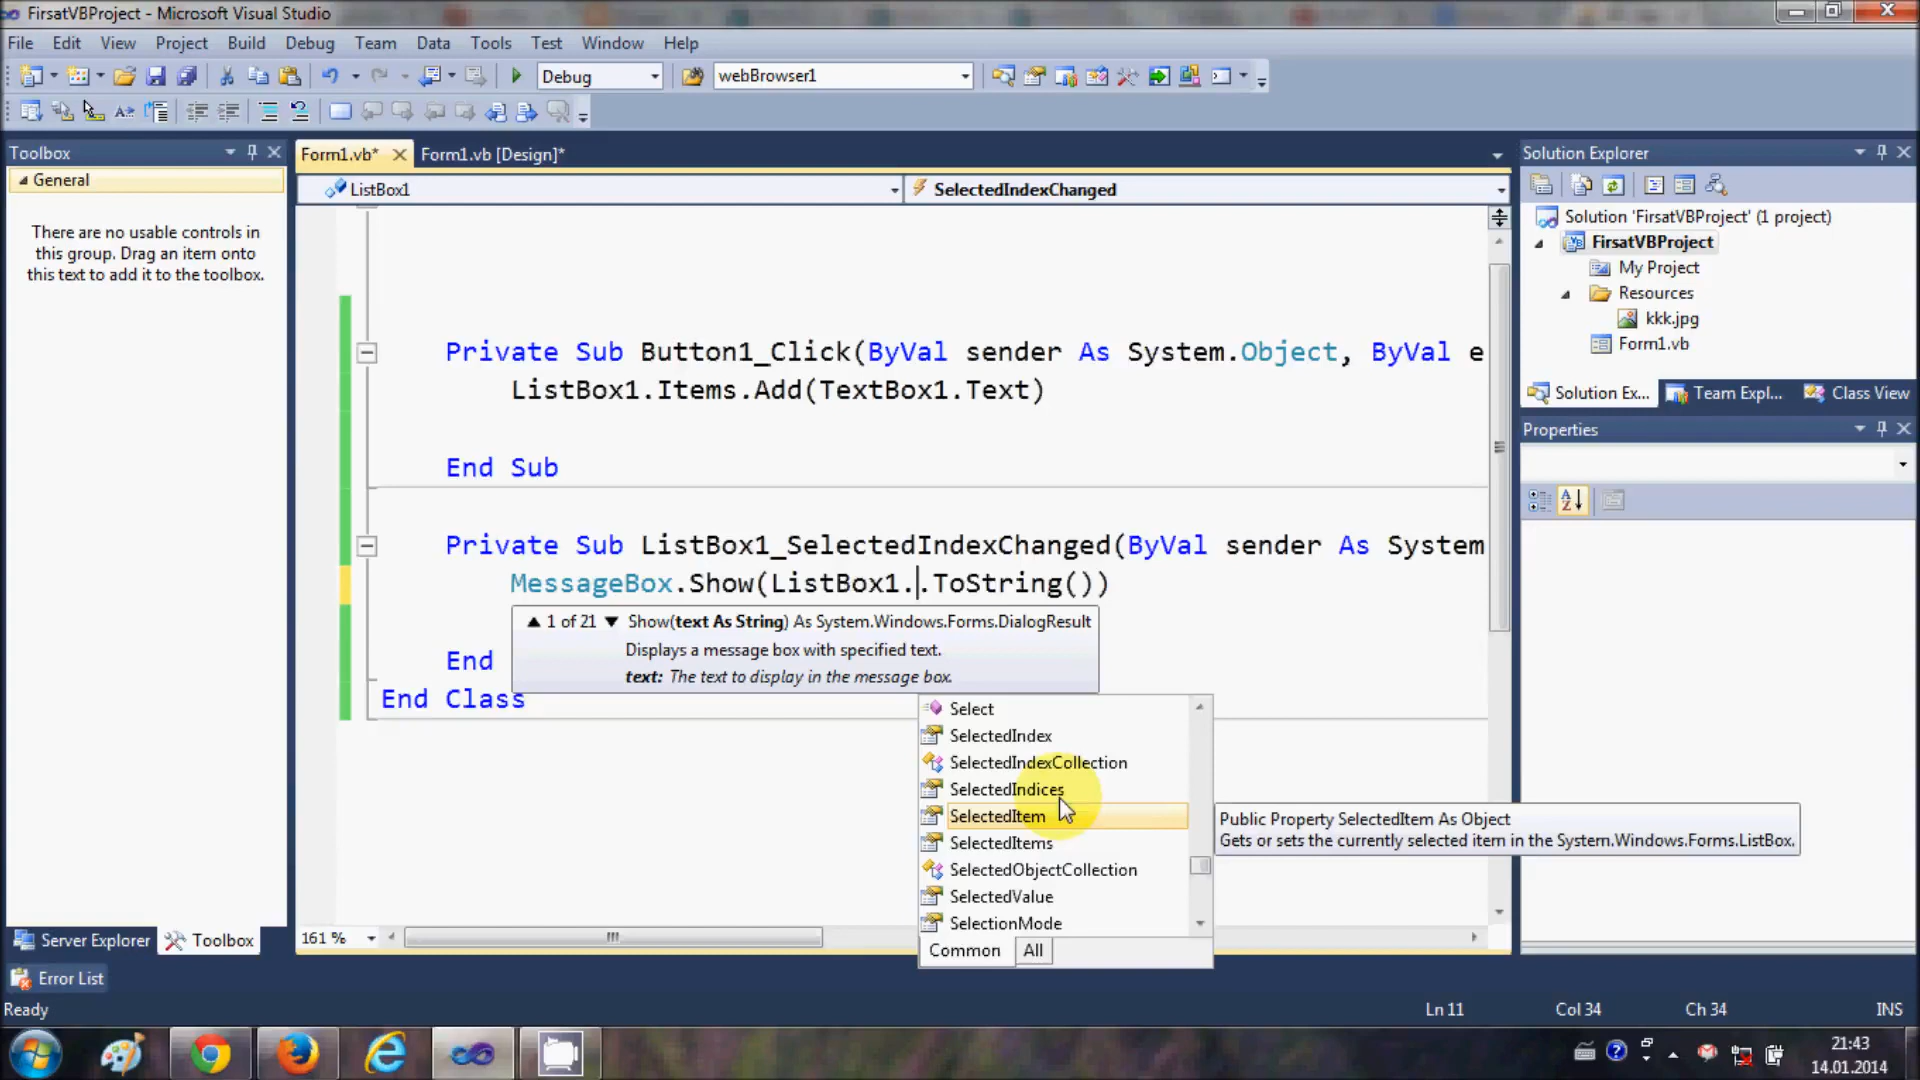 FirsatVBProject - Microsoft Visual Studio
File Edit View Project Build Debug Team Data Tools Test Window Help
Debug webBrowser1
Toolbox
General
There are no usable controls in
this group. Drag an item onto
this text to add it to the toolbox.
Server Explorer Toolbox
Form1.vb* Form1.vb [Design]*
ListBox1 SelectedIndexChanged
Private Sub Button1_Click(ByVal sender As System.Object, ByVal e
ListBox1.Items.Add(TextBox1.Text)
End Sub
Private Sub ListBox1_SelectedIndexChanged(ByVal sender As System
MessageBox.Show(ListBox1..ToString())
1 of 21 Show(text As String) As System.Windows.Forms.DialogResult
Displays a message box with specified text.
text: The text to display in the message box.
End
End Class
Select
SelectedIndex
SelectedIndexCollection
SelectedIndices
SelectedItem
SelectedItems
SelectedObjectCollection
SelectedValue
SelectionMode
Common All
Public Property SelectedItem As Object
Gets or sets the currently selected item in the System.Windows.Forms.ListBox.
161 %
Solution Explorer
Solution 'FirsatVBProject' (1 project)
FirsatVBProject
My Project
Resources
kkk.jpg
Form1.vb
Solution Ex... Team Expl... Class View
Properties
Error List
Ready Ln 11 Col 34 Ch 34 INS
21:43
14.01.2014